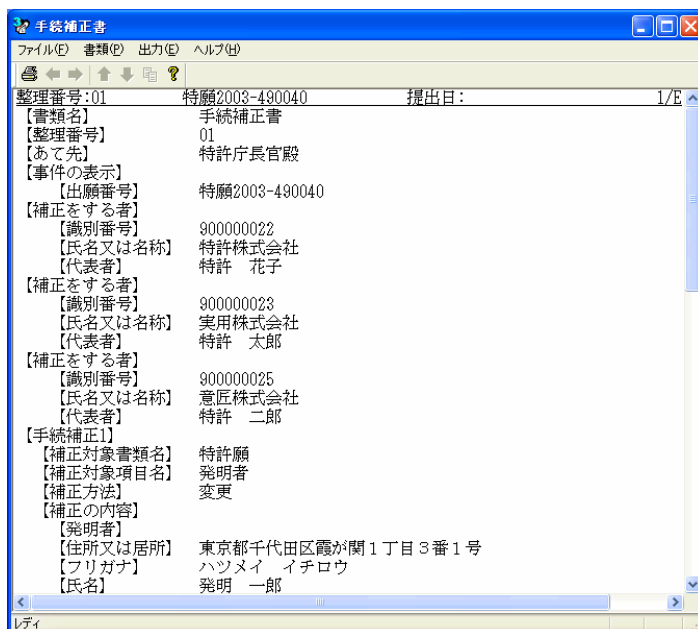 手続補正書
ファイル(F) 書類(P) 出力(E) ヘルプ(H)
整理番号:01 特願2003-490040 提出日: 1/E
【書類名】 手続補正書
【整理番号】 01
【あて先】 特許庁長官殿
【事件の表示】
【出願番号】 特願2003-490040
【補正をする者】
【識別番号】 900000022
【氏名又は名称】 特許株式会社
【代表者】 特許 花子
【補正をする者】
【識別番号】 900000023
【氏名又は名称】 実用株式会社
【代表者】 特許 太郎
【補正をする者】
【識別番号】 900000025
【氏名又は名称】 意匠株式会社
【代表者】 特許 二郎
【手続補正1】
【補正対象書類名】 特許願
【補正対象項目名】 発明者
【補正方法】 変更
【補正の内容】
【発明者】
【住所又は居所】 東京都千代田区霞が関1丁目3番1号
【フリガナ】 ハツメイ イチロウ
【氏名】 発明 一郎
レディ